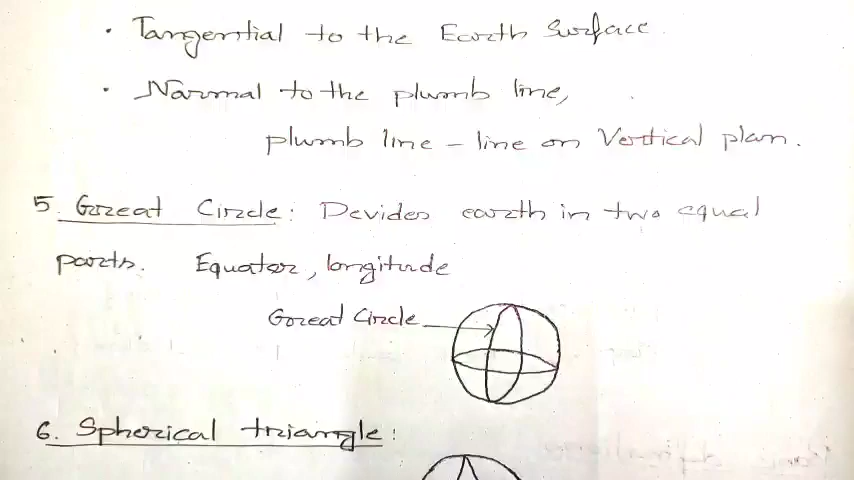 • Tangential to the Earth Surface.
• Normal to the plumb line,
plumb line – line on Vertical plan.
5. Great Circle: Devides earth in two equal
parts. Equator, longitude
Great Circle
6. Spherical triangle: